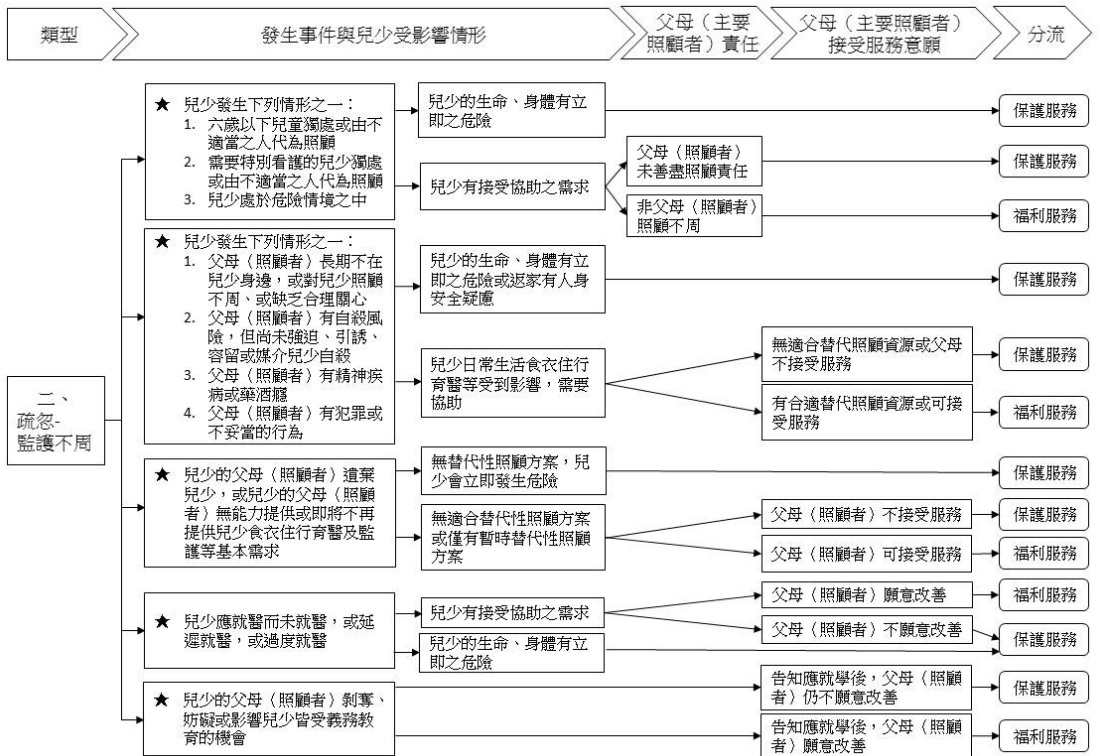 類型
發生事件與兒少受影響情形
父母（主要
照顧者）責任
父母（主要照顧者）
接受服務意願
分流
二、
疏忽-
監護不周
★ 兒少發生下列情形之一：
1. 六歲以下兒童獨處或由不
適當之人代為照顧
2. 需要特別看護的兒少獨處
或由不適當之人代為照顧
3. 兒少處於危險情境之中
兒少的生命、身體有立
即之危險
保護服務
兒少有接受協助之需求
父母（照顧者）
未善盡照顧責任
保護服務
非父母（照顧者）
照顧不周
福利服務
★ 兒少發生下列情形之一：
1. 父母（照顧者）長期不在
兒少身邊，或對兒少照顧
不周、或缺乏合理關心
2. 父母（照顧者）有自殺風
險，但尚未強迫、引誘、
容留或媒介兒少自殺
3. 父母（照顧者）有精神疾
病或藥酒癮
4. 父母（照顧者）有犯罪或
不妥當的行為
兒少的生命、身體有立
即之危險或返家有人身
安全疑慮
保護服務
兒少日常生活食衣住行
育醫等受到影響，需要
協助
無適合替代照顧資源或父母
不接受服務
保護服務
有合適替代照顧資源或可接
受服務
福利服務
★ 兒少的父母（照顧者）遺棄
兒少，或兒少的父母（照顧
者）無能力提供或即將不再
提供兒少食衣住行育醫及監
護等基本需求
無替代性照顧方案，兒
少會立即發生危險
保護服務
無適合替代性照顧方案
或僅有暫時替代性照顧
方案
父母（照顧者）不接受服務
保護服務
父母（照顧者）可接受服務
福利服務
★ 兒少應就醫而未就醫，或延
遲就醫，或過度就醫
兒少有接受協助之需求
父母（照顧者）願意改善
福利服務
父母（照顧者）不願意改善
兒少的生命、身體有立
即之危險
保護服務
★ 兒少的父母（照顧者）剝奪、
妨礙或影響兒少皆受義務教
育的機會
告知應就學後，父母（照顧
者）仍不願意改善
保護服務
告知應就學後，父母（照顧
者）願意改善
福利服務